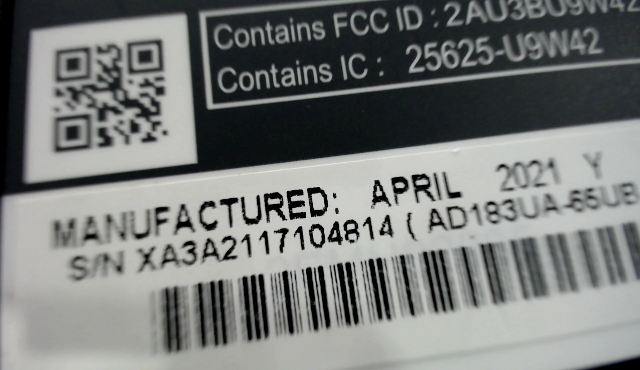 Contains FCC ID : 2AU3BU9W42
Contains IC : 25625-U9W42
MANUFACTURED: APRIL 2021 Y
S/N XA3A2117104814 ( AD183UA-65UB